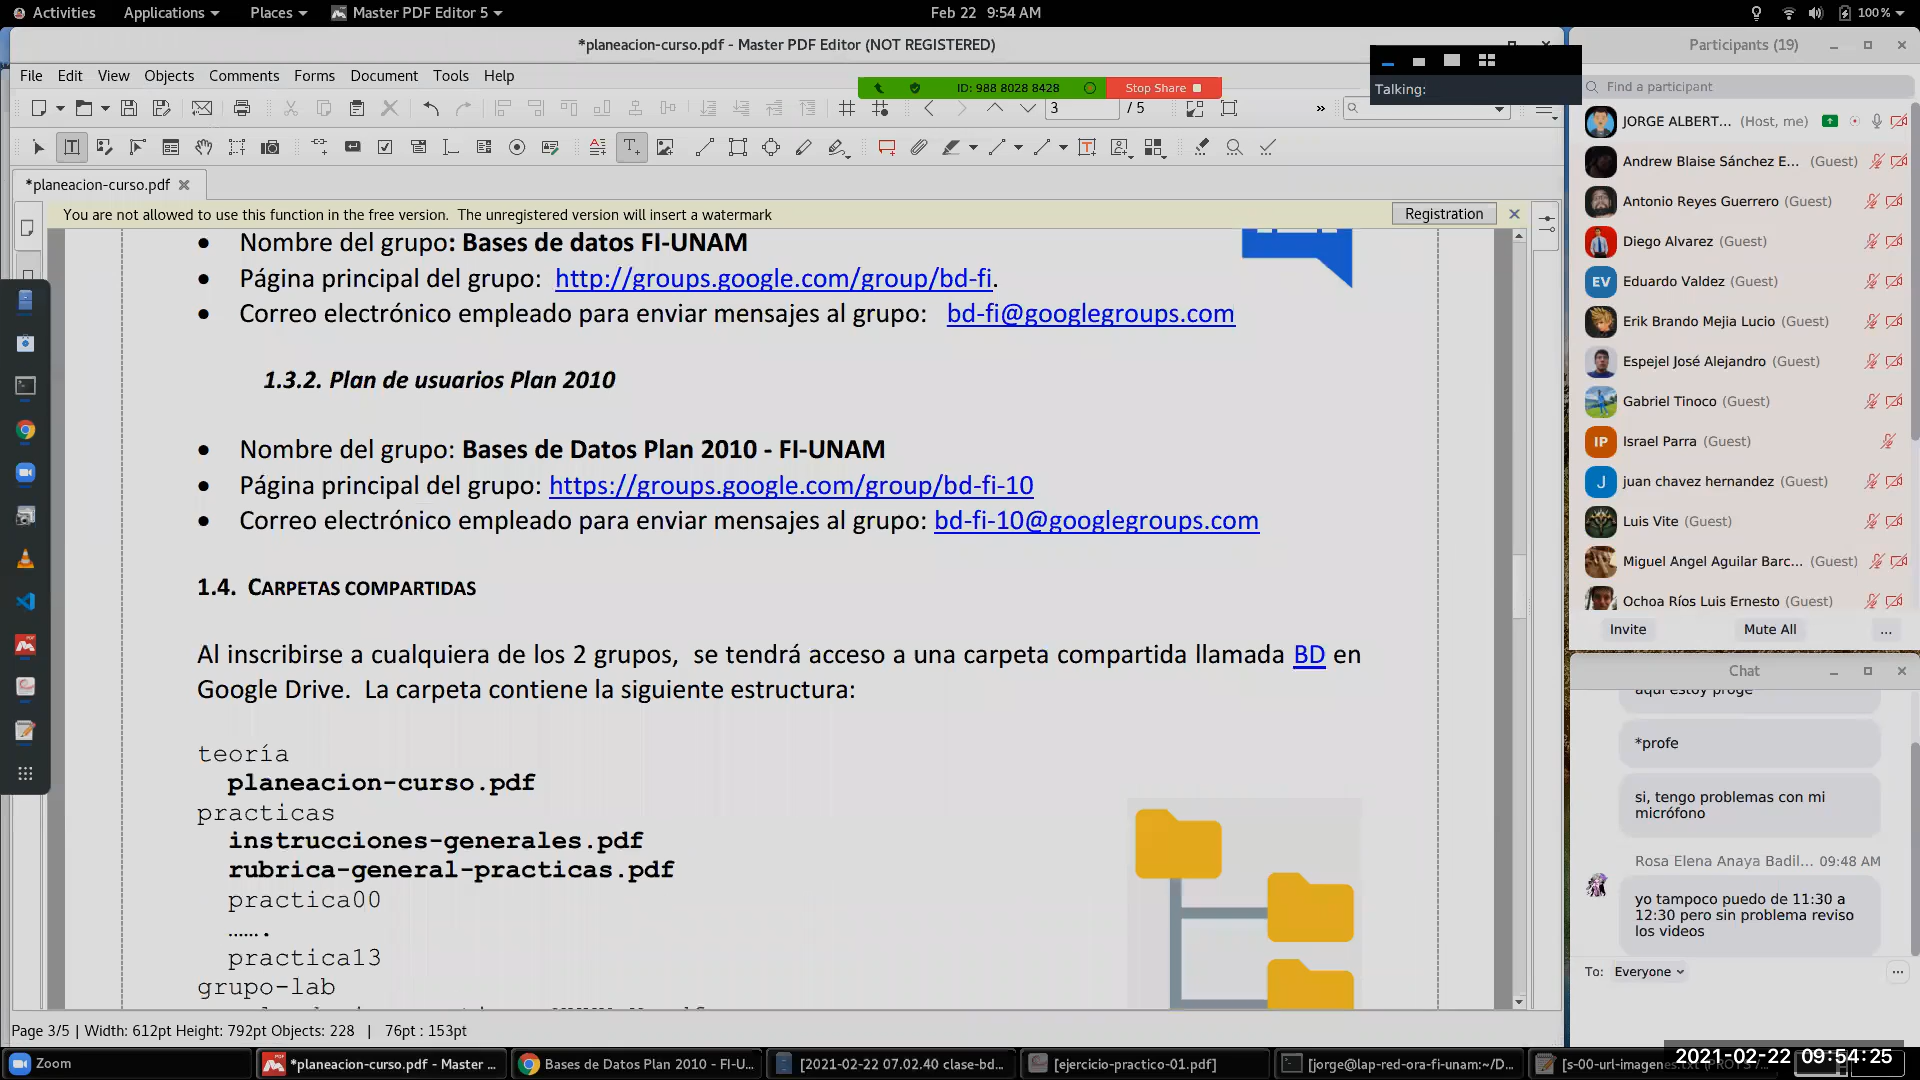 Activities
Applications
Places
Master PDF Editor 5
Feb 22 9:54 AM
100%
*planeacion-curso.pdf - Master PDF Editor (NOT REGISTERED)
File Edit View Objects Comments Forms Document Tools Help
ID: 988 8028 8428
Stop Share
Talking:
3 / 5
*planeacion-curso.pdf
You are not allowed to use this function in the free version. The unregistered version will insert a watermark
Registration
• Nombre del grupo: Bases de datos FI-UNAM
• Página principal del grupo: http://groups.google.com/group/bd-fi.
• Correo electrónico empleado para enviar mensajes al grupo: bd-fi@googlegroups.com
1.3.2. Plan de usuarios Plan 2010
• Nombre del grupo: Bases de Datos Plan 2010 - FI-UNAM
• Página principal del grupo: https://groups.google.com/group/bd-fi-10
• Correo electrónico empleado para enviar mensajes al grupo: bd-fi-10@googlegroups.com
1.4. CARPETAS COMPARTIDAS
Al inscribirse a cualquiera de los 2 grupos, se tendrá acceso a una carpeta compartida llamada BD en
Google Drive. La carpeta contiene la siguiente estructura:
teoría
planeacion-curso.pdf
practicas
instrucciones-generales.pdf
rubrica-general-practicas.pdf
practica00
…….
practica13
grupo-lab
Page 3/5 | Width: 612pt Height: 792pt Objects: 228 | 76pt : 153pt
Participants (19)
Find a participant
JORGE ALBERT... (Host, me)
Andrew Blaise Sánchez E... (Guest)
Antonio Reyes Guerrero (Guest)
Diego Alvarez (Guest)
EV Eduardo Valdez (Guest)
Erik Brando Mejia Lucio (Guest)
Espejel José Alejandro (Guest)
Gabriel Tinoco (Guest)
IP Israel Parra (Guest)
J juan chavez hernandez (Guest)
Luis Vite (Guest)
Miguel Angel Aguilar Barc... (Guest)
Ochoa Ríos Luis Ernesto (Guest)
Invite Mute All ...
Chat
aqui estoy proge
*profe
si, tengo problemas con mi
micrófono
Rosa Elena Anaya Badil... 09:48 AM
yo tampoco puedo de 11:30 a
12:30 pero sin problema reviso
los videos
To: Everyone
Zoom
*planeacion-curso.pdf - Master ...
Bases de Datos Plan 2010 - FI-U...
[2021-02-22 07.02.40 clase-bd...
[ejercicio-practico-01.pdf]
[jorge@lap-red-ora-fi-unam:~/D...
2021-02-22 09:54:25